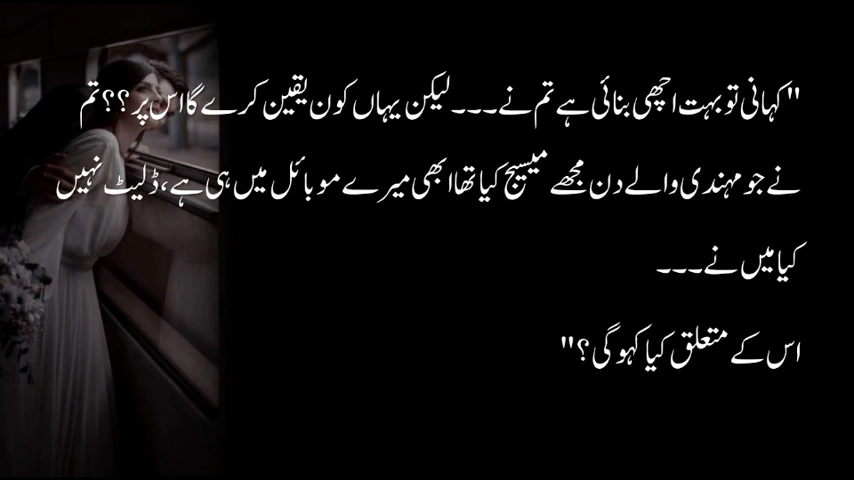 "کہانی تو بہت اچھی بنائی ہے تم نے۔۔۔ لیکن یہاں کون یقین کرے گا اس پر؟؟ تم
نے جو مہندی والے دن مجھے میسیج کیا تھا ابھی میرے موبائل میں ہی ہے، ڈلیٹ نہیں
کیا میں نے۔۔۔
اس کے متعلق کیا کہو گی؟"